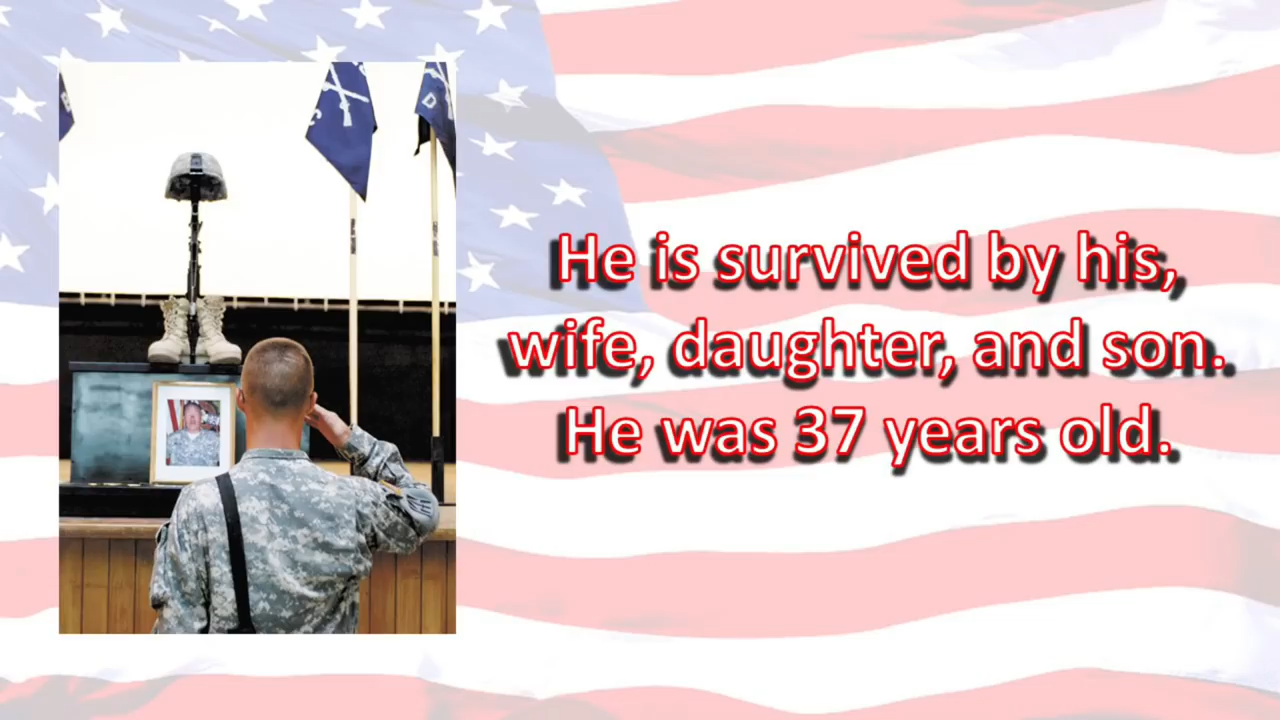 C
D
He is survived by his,
wife, daughter, and son.
He was 37 years old.